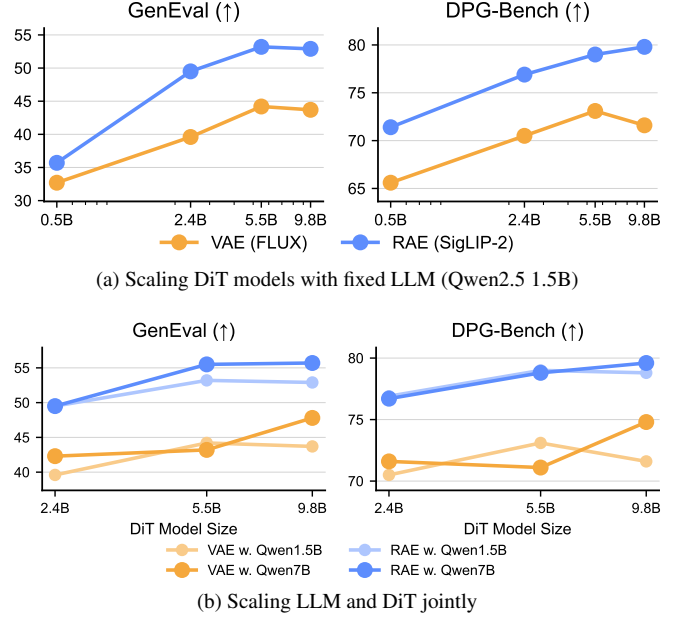 GenEval (↑) DPG-Bench (↑)
55
50
45
40
35
30
0.5B 2.4B 5.5B 9.8B
80
75
70
65
0.5B 2.4B 5.5B 9.8B
VAE (FLUX) RAE (SigLIP-2)
(a) Scaling DiT models with fixed LLM (Qwen2.5 1.5B)
GenEval (↑) DPG-Bench (↑)
55
50
45
40
2.4B 5.5B 9.8B
DiT Model Size
80
75
70
2.4B 5.5B 9.8B
DiT Model Size
VAE w. Qwen1.5B RAE w. Qwen1.5B
VAE w. Qwen7B RAE w. Qwen7B
(b) Scaling LLM and DiT jointly